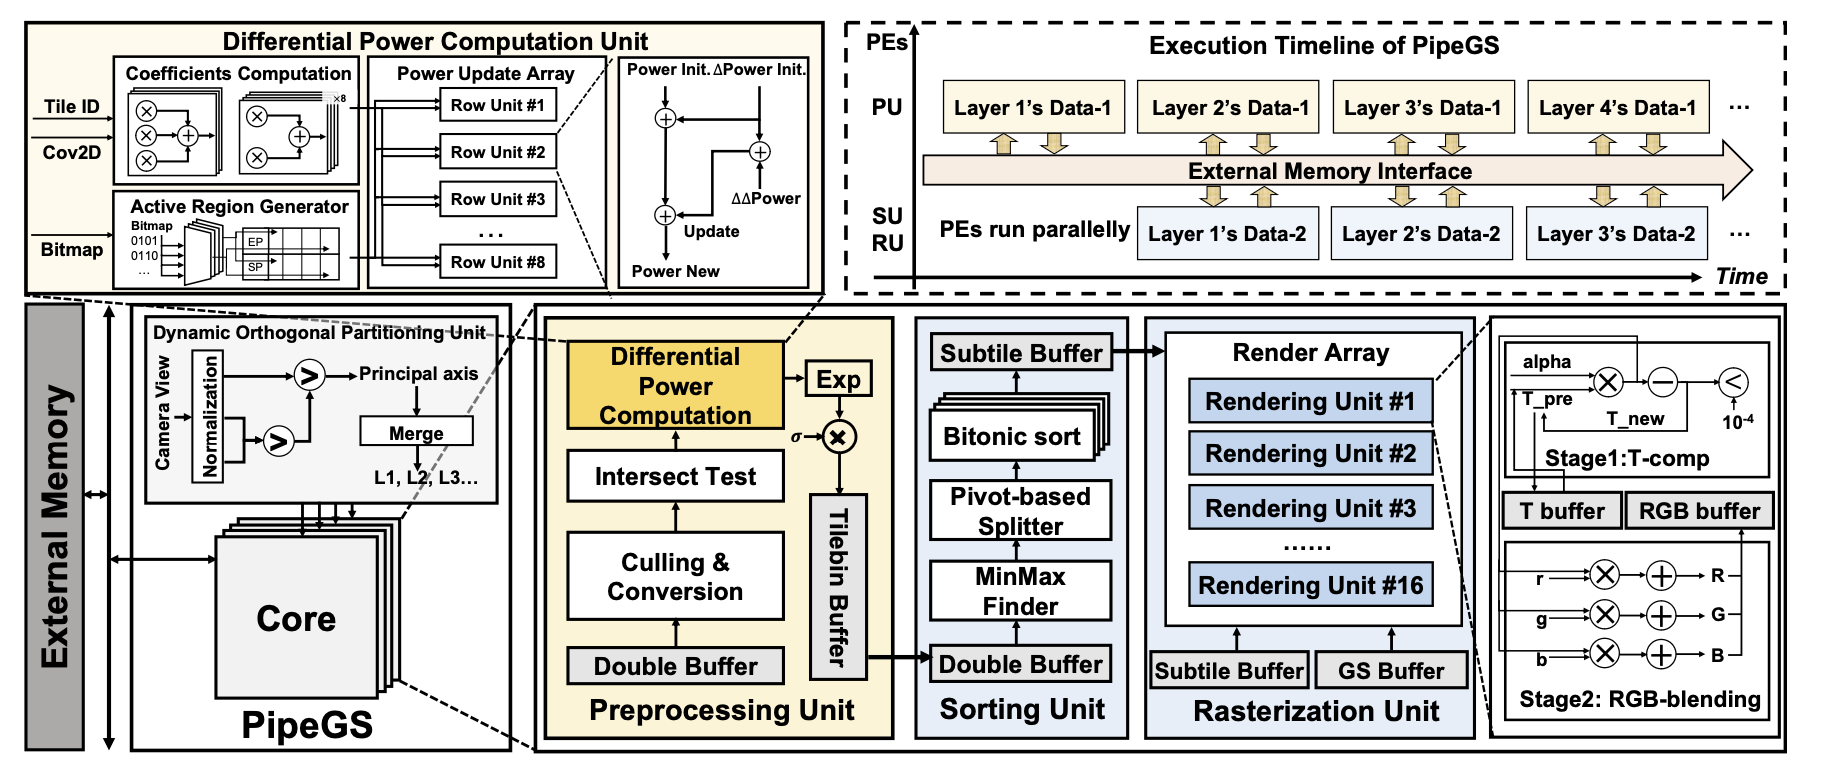 Differential Power Computation Unit
Tile ID
Cov2D
Bitmap
Coefficients Computation
×8
Active Region Generator
Bitmap
0101
0110
...
EP
SP
Power Update Array
Row Unit #1
Row Unit #2
Row Unit #3
...
Row Unit #8
Power Init. ΔPower Init.
ΔΔPower
Update
Power New
Execution Timeline of PipeGS
PEs
PU
Layer 1's Data-1
Layer 2's Data-1
Layer 3's Data-1
Layer 4's Data-1
...
External Memory Interface
SU
RU
PEs run parallelly
Layer 1's Data-2
Layer 2's Data-2
Layer 3's Data-2
...
Time
External Memory
Dynamic Orthogonal Partitioning Unit
Camera View
Normalization
>
>
Principal axis
Merge
L1, L2, L3...
Core
PipeGS
Differential
Power
Computation
Exp
σ
Intersect Test
Culling &
Conversion
Double Buffer
Tilebin Buffer
Preprocessing Unit
Subtile Buffer
Bitonic sort
Pivot-based
Splitter
MinMax
Finder
Double Buffer
Sorting Unit
Render Array
Rendering Unit #1
Rendering Unit #2
Rendering Unit #3
......
Rendering Unit #16
Subtile Buffer
GS Buffer
Rasterization Unit
alpha
T_pre
T_new
<
10-4
Stage1:T-comp
T buffer
RGB buffer
r
R
g
G
b
B
Stage2: RGB-blending